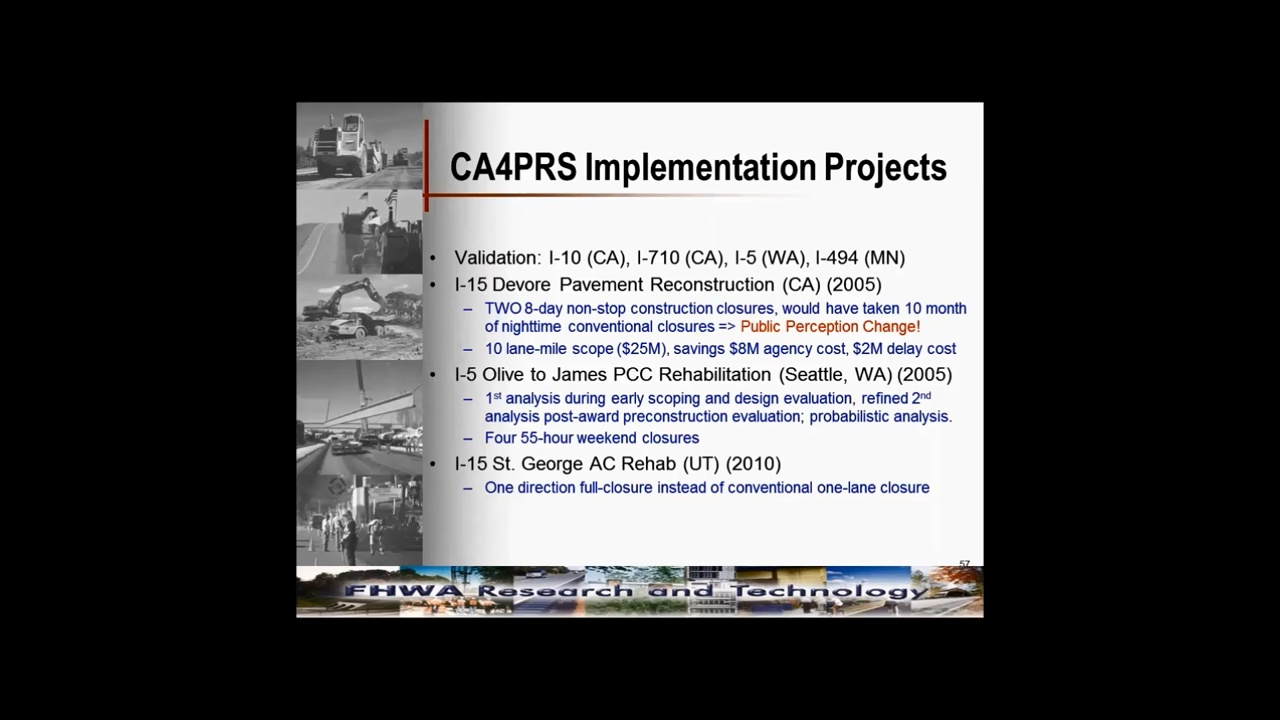 CA4PRS Implementation Projects
• Validation: I-10 (CA), I-710 (CA), I-5 (WA), I-494 (MN)
• I-15 Devore Pavement Reconstruction (CA) (2005)
– TWO 8-day non-stop construction closures, would have taken 10 month
of nighttime conventional closures => Public Perception Change!
– 10 lane-mile scope ($25M), savings $8M agency cost, $2M delay cost
• I-5 Olive to James PCC Rehabilitation (Seattle, WA) (2005)
– 1st analysis during early scoping and design evaluation, refined 2nd
analysis post-award preconstruction evaluation; probabilistic analysis.
– Four 55-hour weekend closures
• I-15 St. George AC Rehab (UT) (2010)
– One direction full-closure instead of conventional one-lane closure
57
FHWA Research and Technology